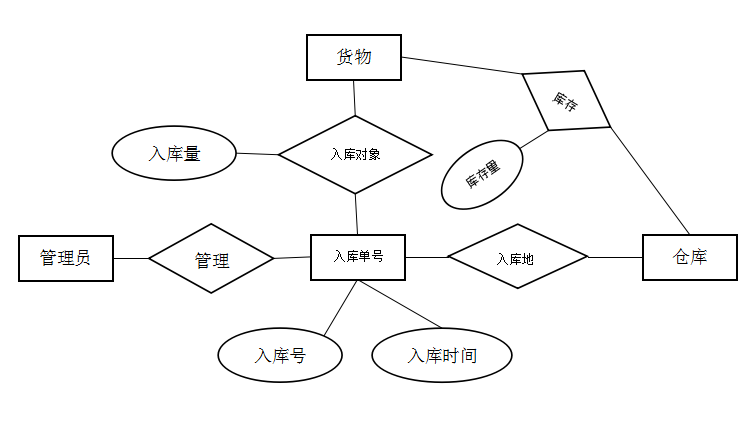 货物
库存
入库量
入库对象
库存量
管理员
管理
入库单号
入库地
仓库
入库号
入库时间